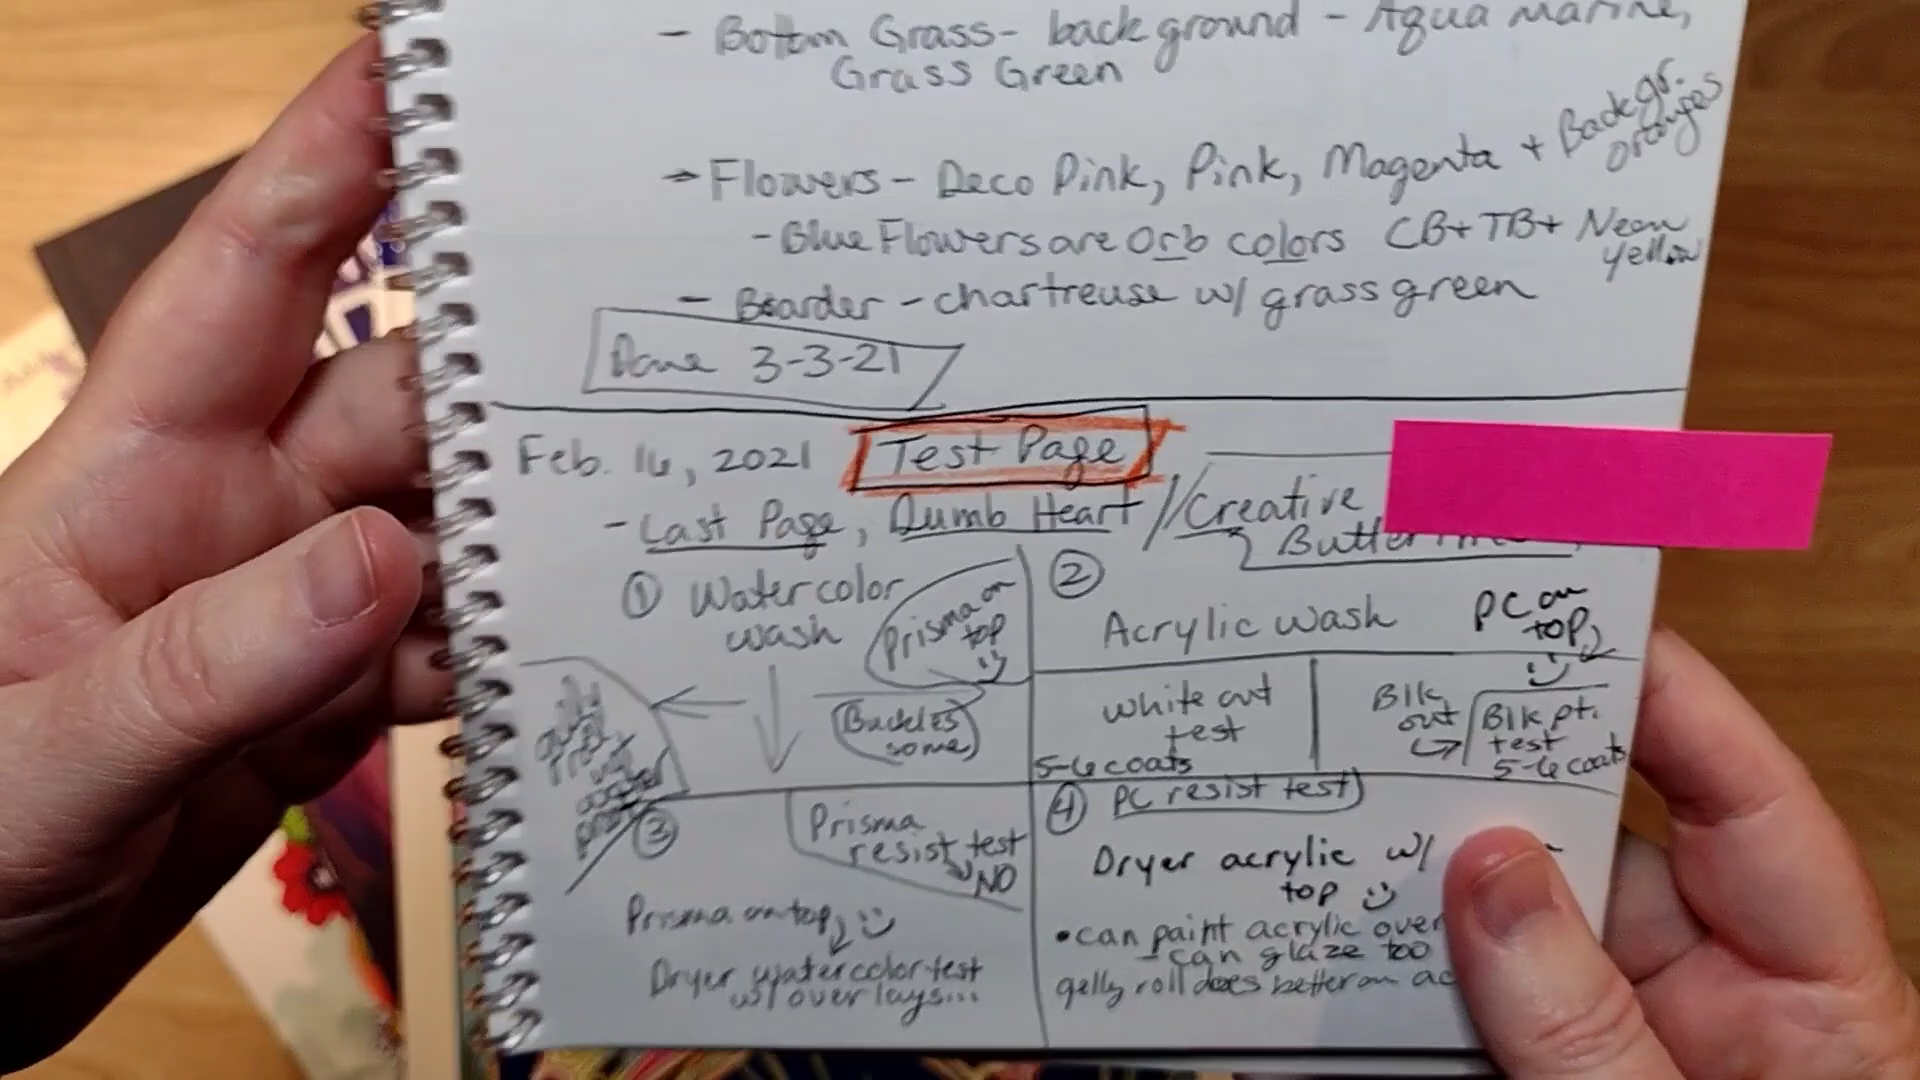 - Bottom Grass - background - Aqua marine,
Grass Green
- Flowers - Deco Pink, Pink, Magenta + Backgr. oranges
- Blue Flowers are Orb colors CB+ TB+ Neon yellow
- Boarder - chartreuse w/ grass green
Done 3-3-21
Feb. 16, 2021 Test Page
- Last Page, Dumb Heart // Creative
① Watercolor
wash
Prisma on
top
Buckles
some
②
Acrylic wash
PC on
top
white out
test
5-6 coats
Blk
out
Blk pt.
test
5-6 coats
③
Prisma
resist test
NO
Prisma on top
Dryer watercolor test
w/ overlays...
④ PC resist test
Dryer acrylic w/
top
• can paint acrylic over
- can glaze too
gelly roll does better on